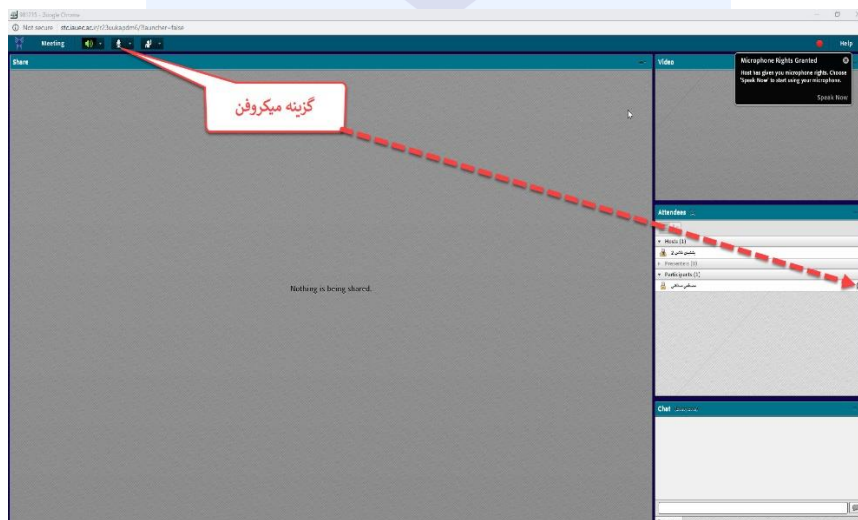 Google Chrome
Not secure
Meeting
Help
Share
Video
Microphone Rights Granted
Host has given you microphone rights. Choose
'Speak Now' to start using your microphone.
Speak Now
گزینه میکروفن
Attendees
Hosts (1)
Presenters (0)
Participants (1)
Nothing is being shared.
Chat